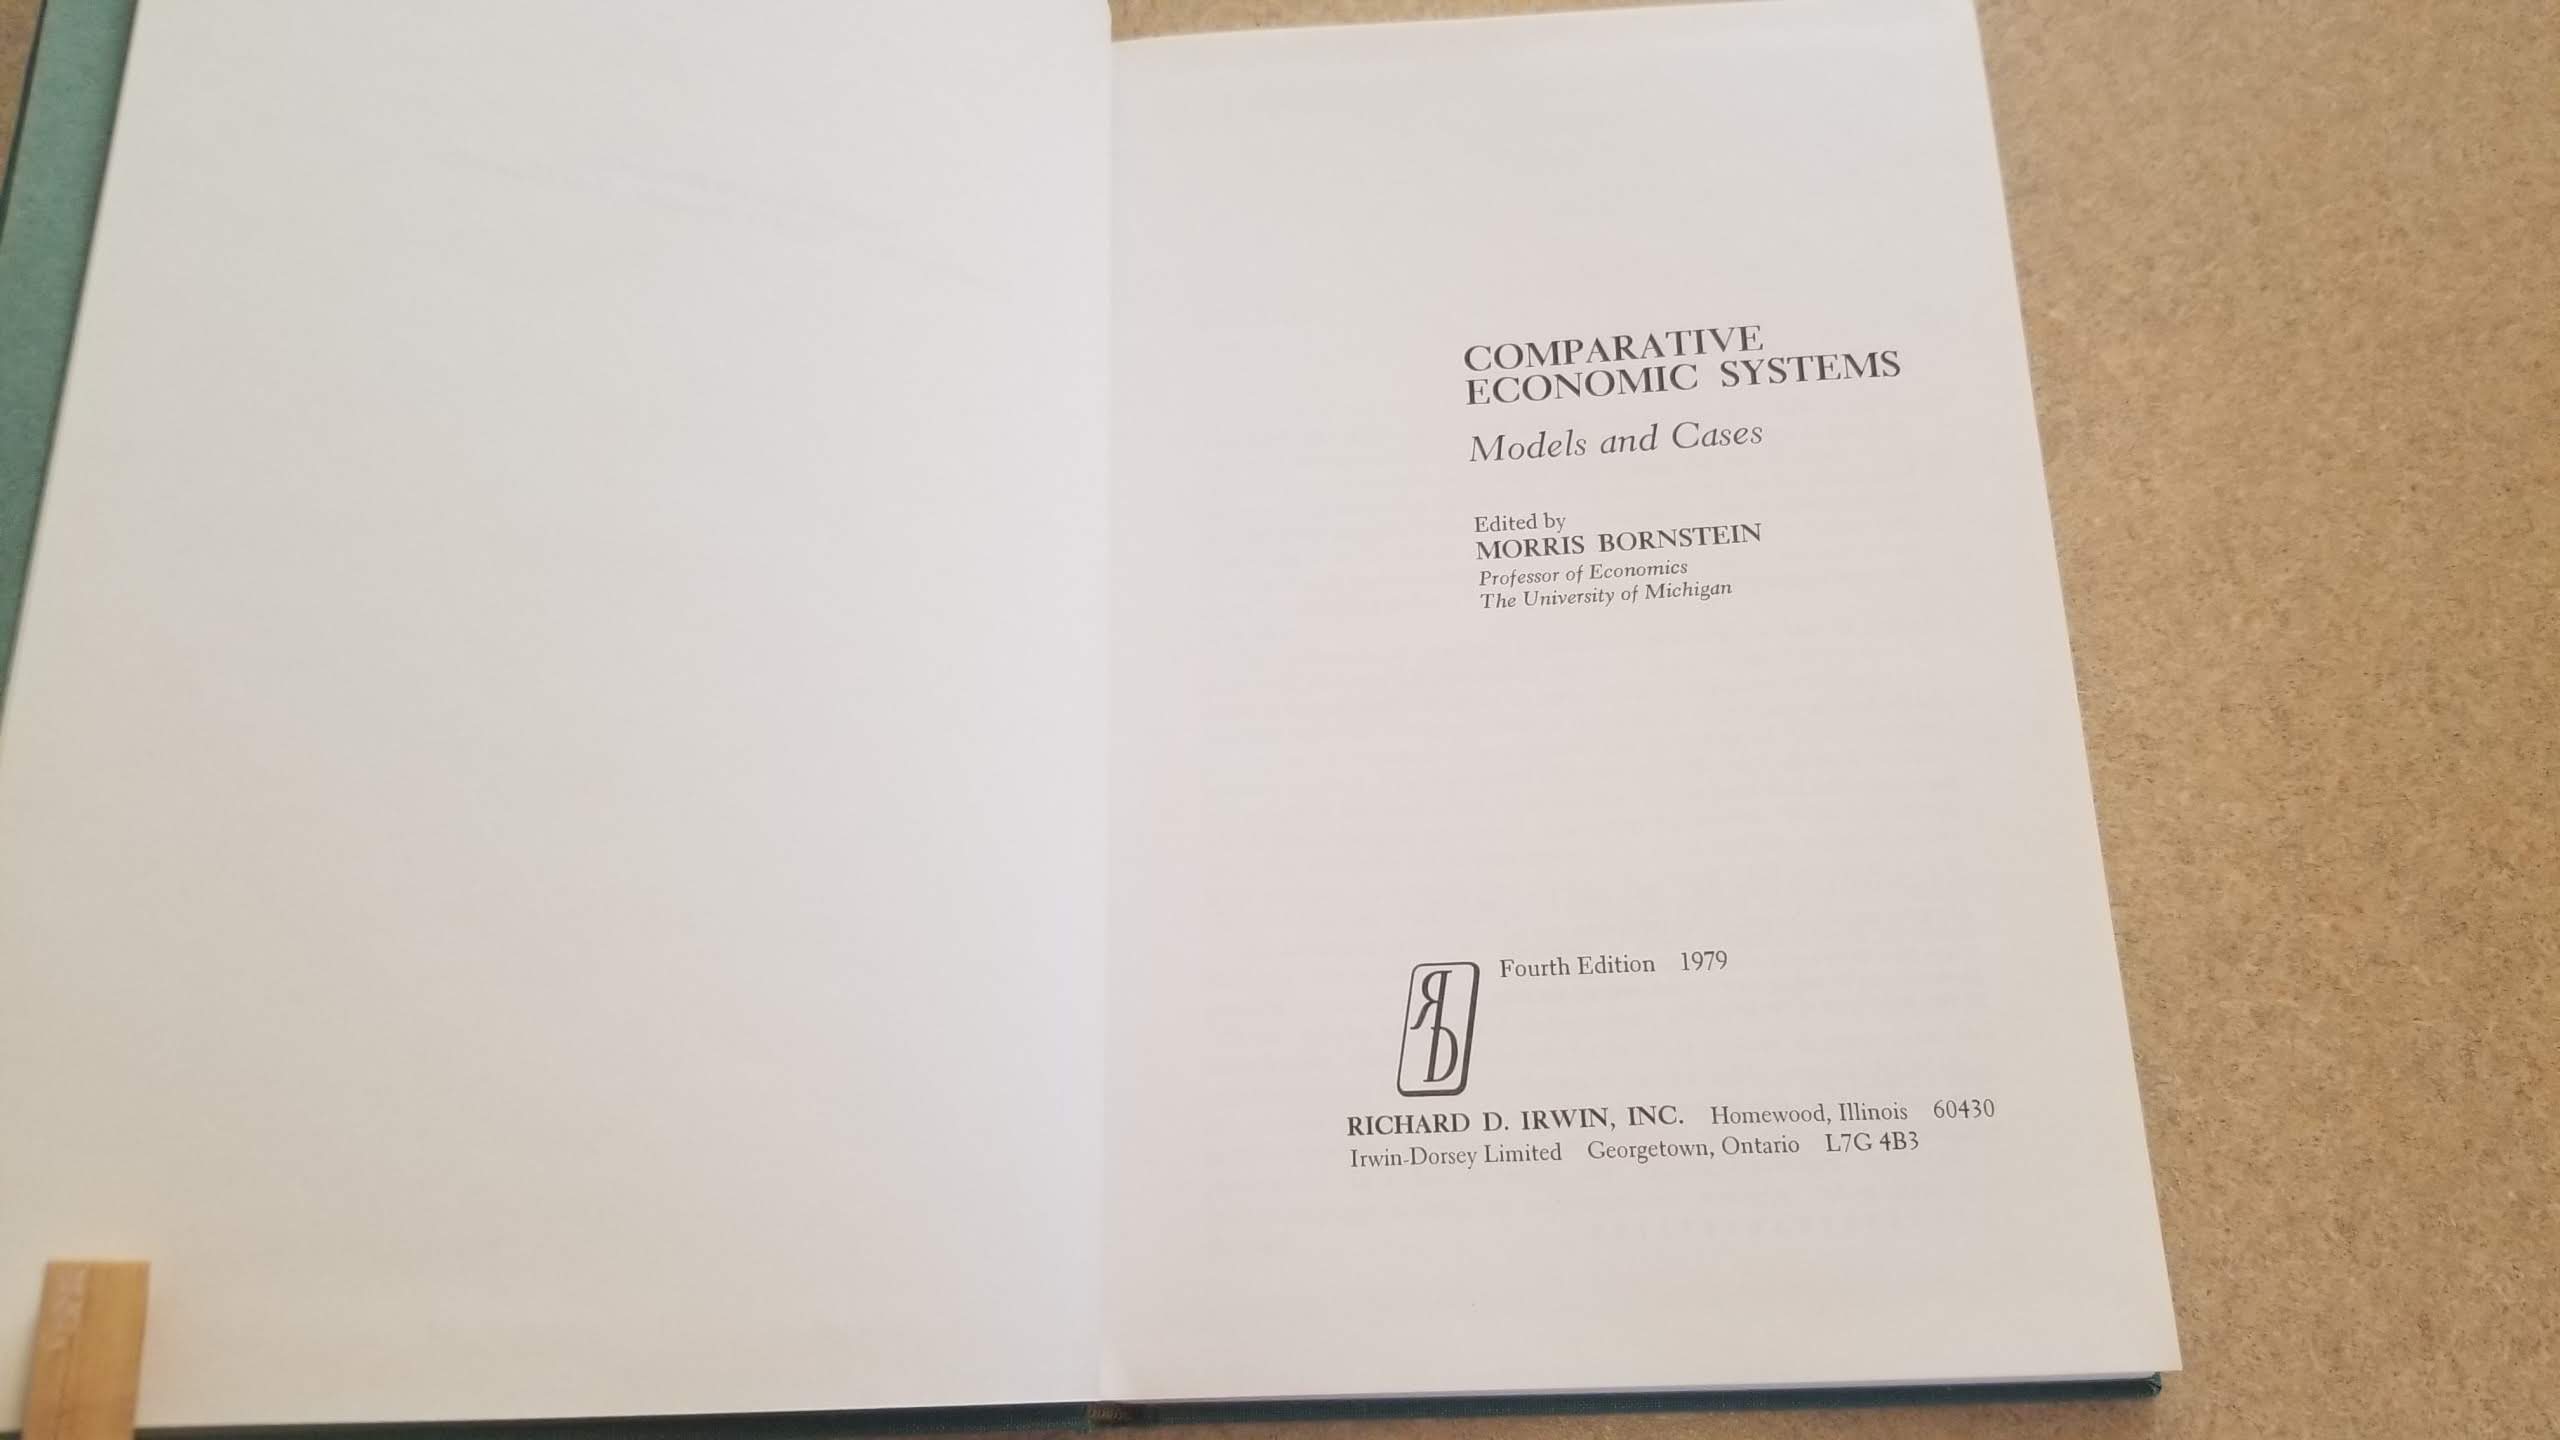 COMPARATIVE
ECONOMIC SYSTEMS
Models and Cases
Edited by
MORRIS BORNSTEIN
Professor of Economics
The University of Michigan
Fourth Edition 1979
RD
RICHARD D. IRWIN, INC. Homewood, Illinois 60430
Irwin-Dorsey Limited Georgetown, Ontario L7G 4B3